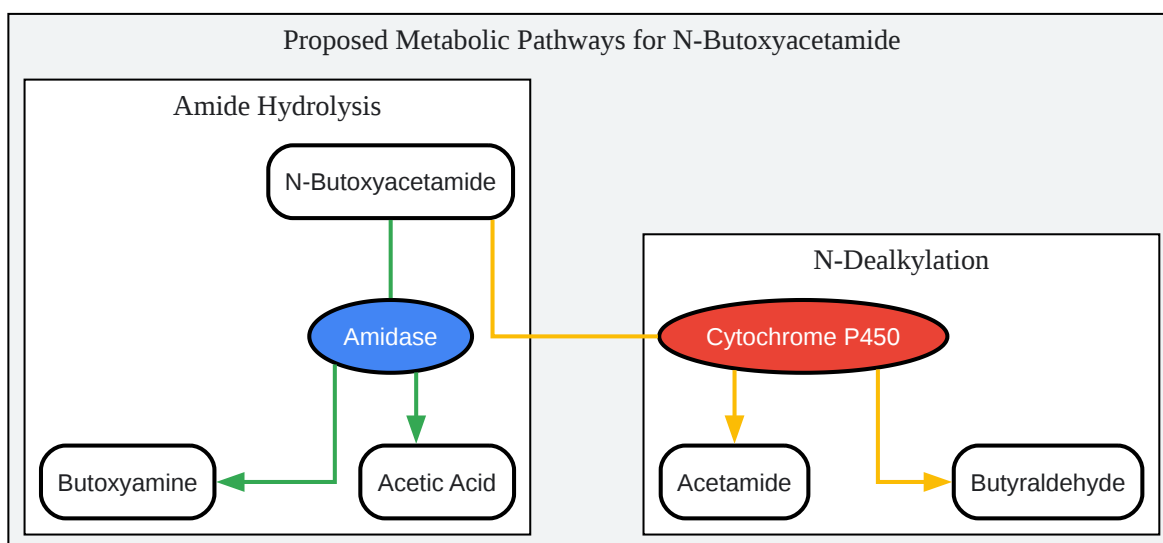 Proposed Metabolic Pathways for N-Butoxyacetamide
Amide Hydrolysis
N-Butoxyacetamide
N-Dealkylation
Amidase
Cytochrome P450
Butoxyamine
Acetic Acid
Acetamide
Butyraldehyde